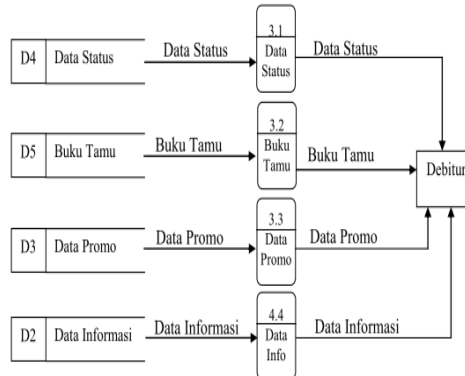 D4 Data Status Data Status 3.1 Data Status Data Status
D5 Buku Tamu Buku Tamu 3.2 Buku Tamu Buku Tamu
Debitur
D3 Data Promo Data Promo 3.3 Data Promo Data Promo
D2 Data Informasi Data Informasi 4.4 Data Info Data Informasi